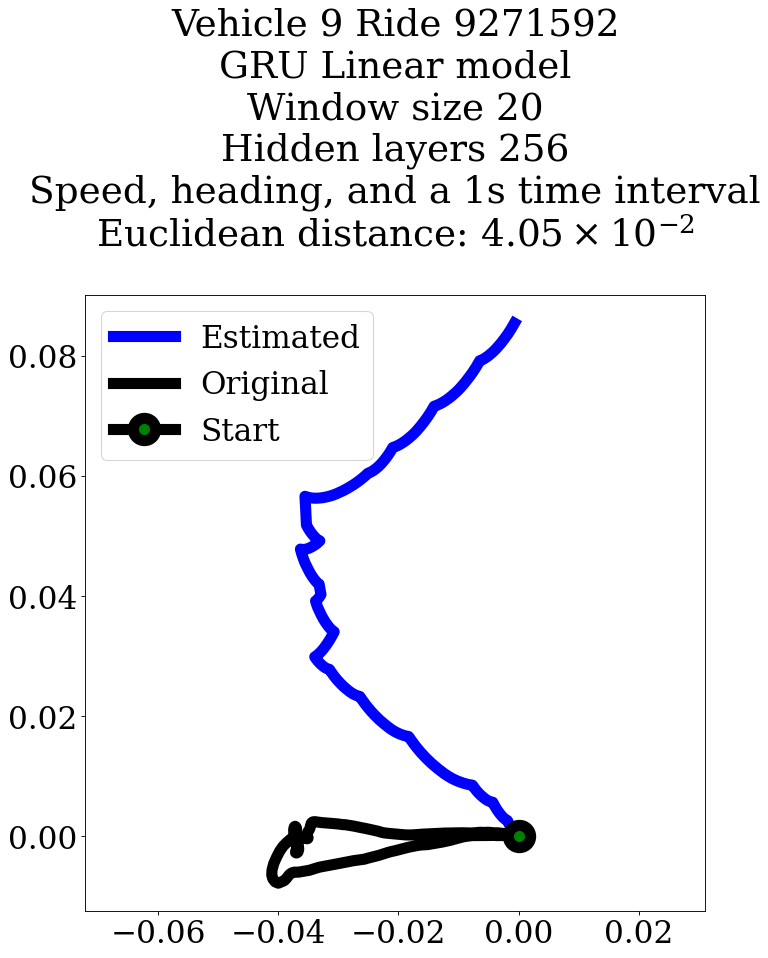 Vehicle 9 Ride 9271592
GRU Linear model
Window size 20
Hidden layers 256
Speed, heading, and a 1s time interval
Euclidean distance: 4.05 × 10⁻²
Estimated
Original
Start
0.08
0.06
0.04
0.02
0.00
−0.06 −0.04 −0.02 0.00 0.02